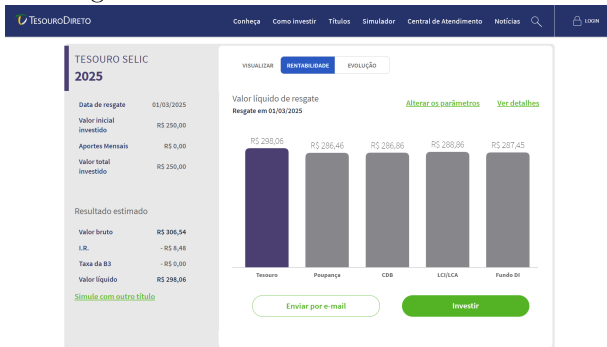 TESOURODIRETO
Conheça Como investir Títulos Simulador Central de Atendimento Notícias
LOGIN
TESOURO SELIC
2025
Data de resgate 01/03/2025
Valor inicial
investido R$ 250,00
Aportes Mensais R$ 0,00
Valor total
investido R$ 250,00
Resultado estimado
Valor bruto R$ 306,54
I.R. - R$ 8,48
Taxa da B3 - R$ 0,00
Valor líquido R$ 298,06
Simule com outro título
VISUALIZAR RENTABILIDADE EVOLUÇÃO
Valor líquido de resgate
Resgate em 01/03/2025
Alterar os parâmetros Ver detalhes
R$ 298,06 R$ 286,46 R$ 286,86 R$ 288,86 R$ 287,45
Tesouro Poupança CDB LCI/LCA Fundo DI
Enviar por e-mail Investir